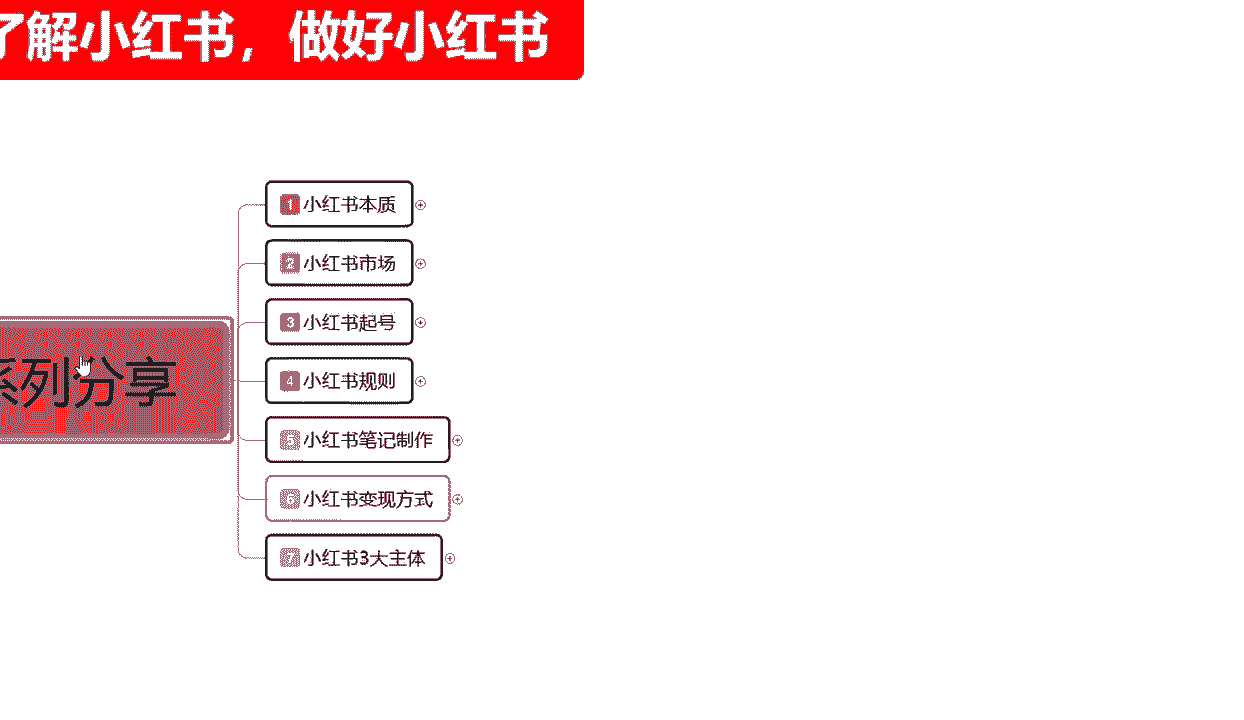 了解小红书，做好小红书
1 小红书本质
2 小红书市场
3 小红书起号
系列分享
4 小红书规则
5 小红书笔记制作
6 小红书变现方式
7 小红书3大主体